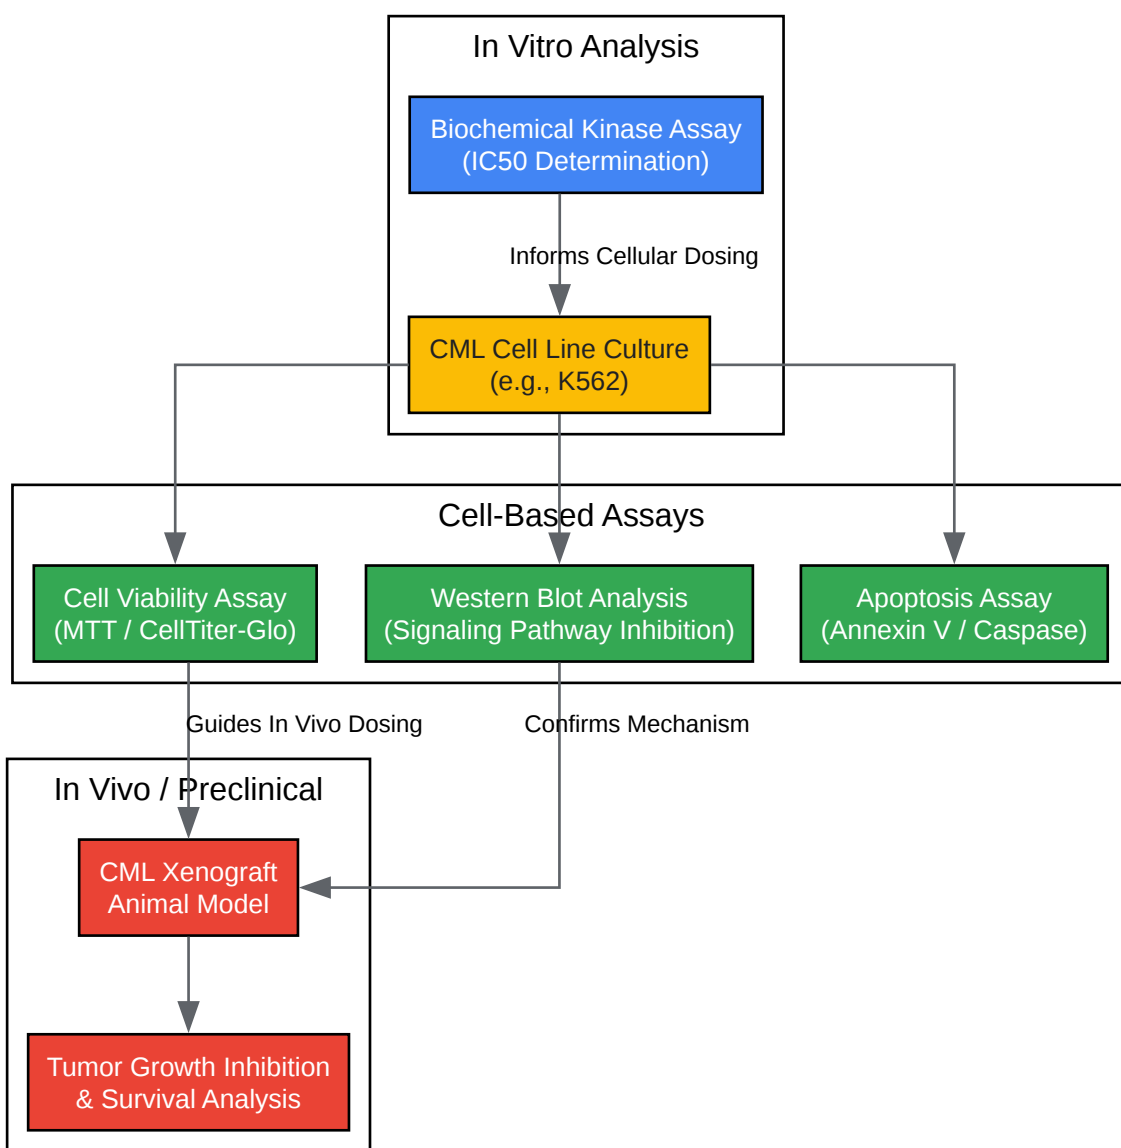 In Vitro Analysis
Biochemical Kinase Assay
(IC50 Determination)
Informs Cellular Dosing
CML Cell Line Culture
(e.g., K562)
Cell-Based Assays
Cell Viability Assay
(MTT / CellTiter-Glo)
Western Blot Analysis
(Signaling Pathway Inhibition)
Apoptosis Assay
(Annexin V / Caspase)
Guides In Vivo Dosing
Confirms Mechanism
In Vivo / Preclinical
CML Xenograft
Animal Model
Tumor Growth Inhibition
& Survival Analysis